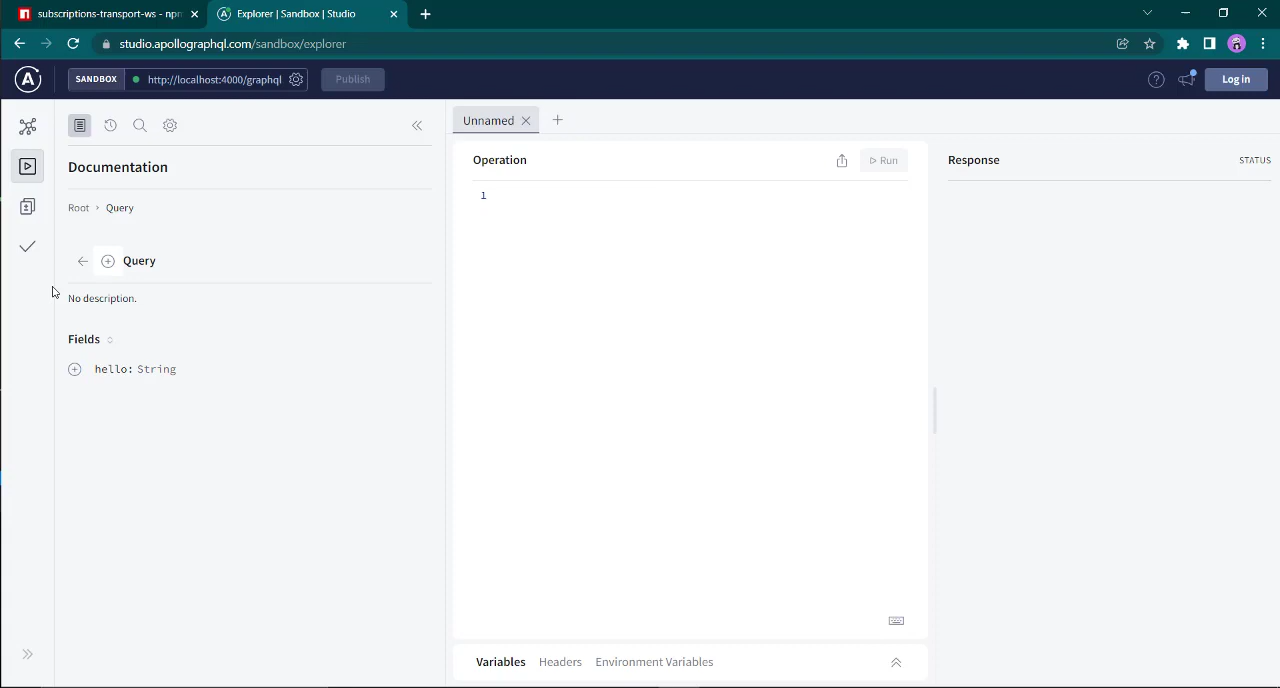 subscriptions-transport-ws - npm
Explorer | Sandbox | Studio
studio.apollographql.com/sandbox/explorer
A
SANDBOX
http://localhost:4000/graphql
Publish
Log in
Documentation
Root › Query
Query
No description.
Fields
hello: String
Unnamed
Operation
Run
1
Response
STATUS
Variables
Headers
Environment Variables